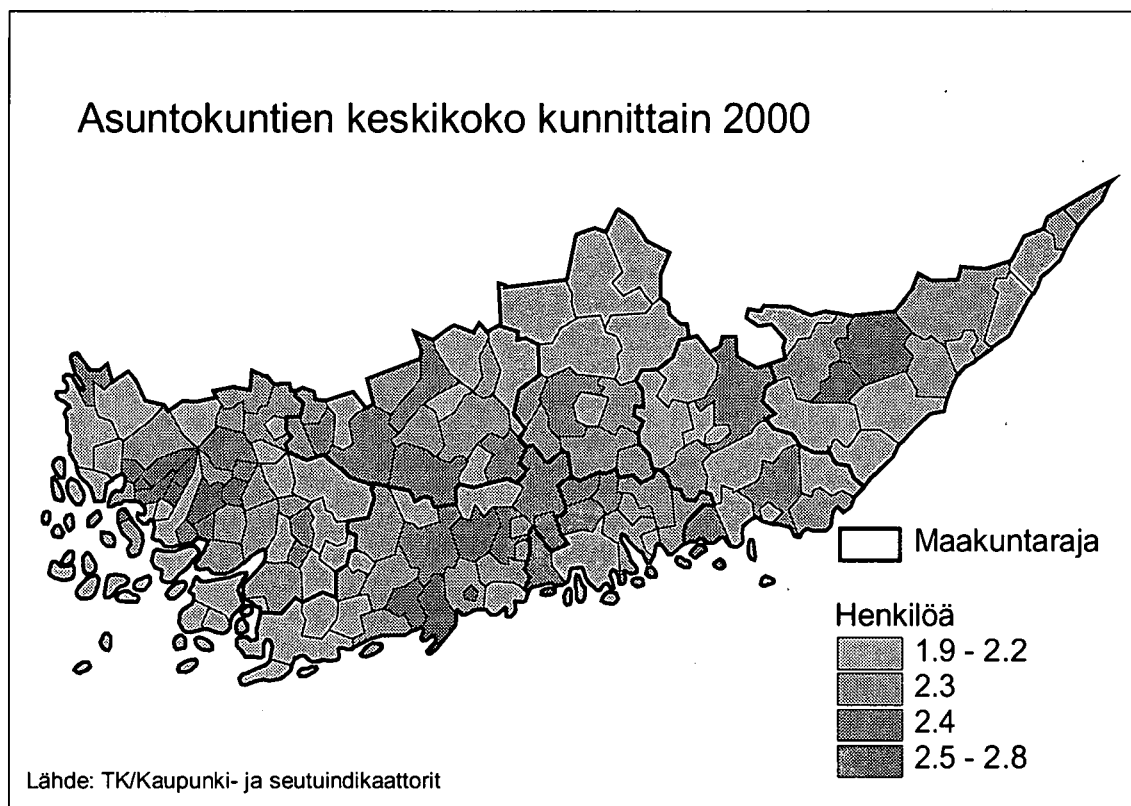 Asuntokuntien keskikoko kunnittain 2000
Maakuntaraja
Henkilöä
1.9 - 2.2
2.3
2.4
2.5 - 2.8
Lähde: TK/Kaupunki- ja seutuindikaattorit